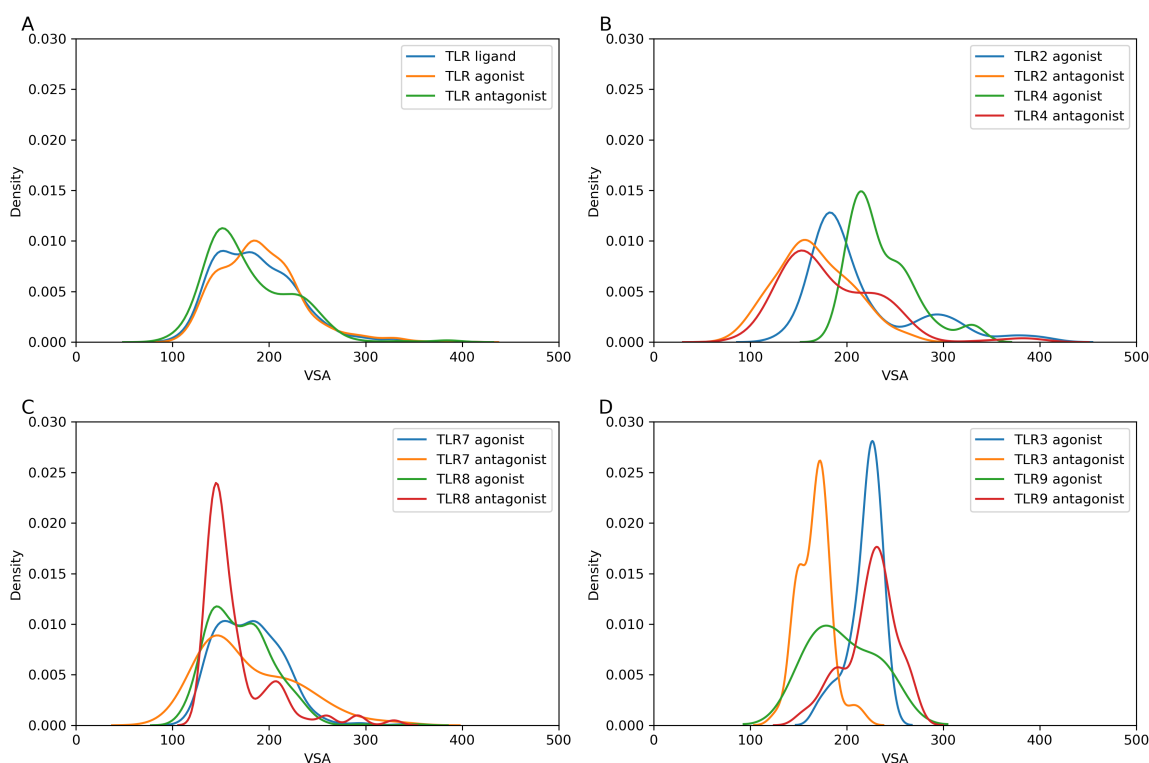 A
0.030
0.025
0.020
0.015
0.010
0.005
0.000
Density
0
100
200
300
400
500
VSA
TLR ligand
TLR agonist
TLR antagonist
B
0.030
0.025
0.020
0.015
0.010
0.005
0.000
Density
0
100
200
300
400
500
VSA
TLR2 agonist
TLR2 antagonist
TLR4 agonist
TLR4 antagonist
C
0.030
0.025
0.020
0.015
0.010
0.005
0.000
Density
0
100
200
300
400
500
VSA
TLR7 agonist
TLR7 antagonist
TLR8 agonist
TLR8 antagonist
D
0.030
0.025
0.020
0.015
0.010
0.005
0.000
Density
0
100
200
300
400
500
VSA
TLR3 agonist
TLR3 antagonist
TLR9 agonist
TLR9 antagonist